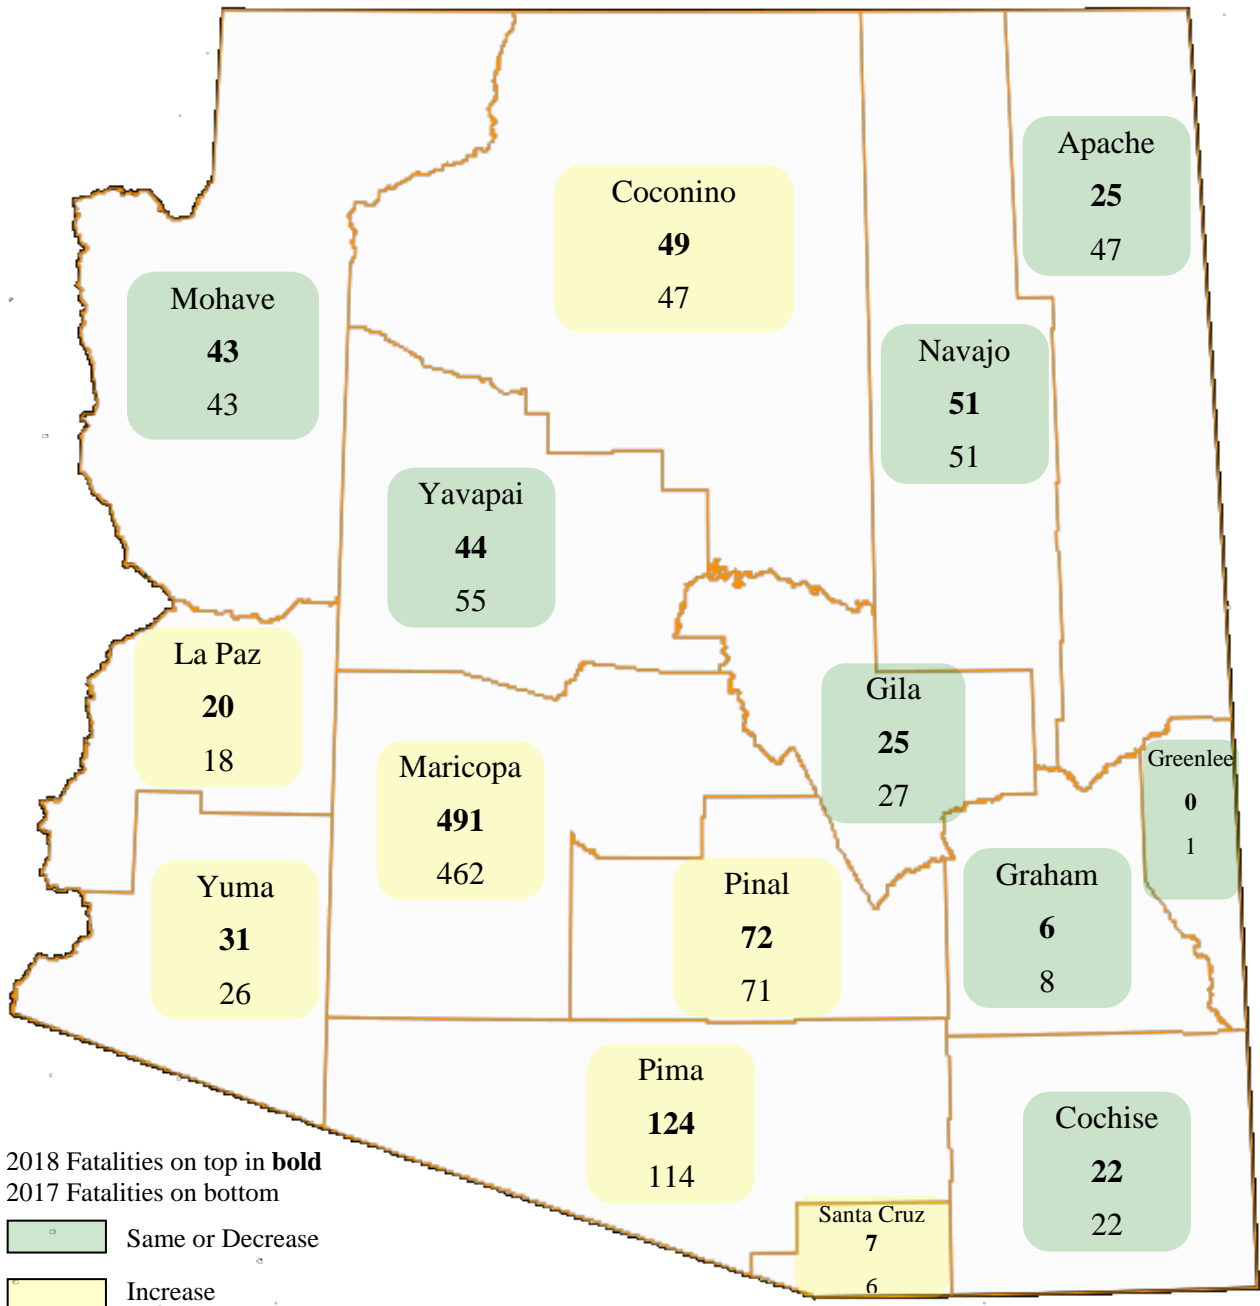 Apache
25
47
Coconino
49
47
Mohave
43
43
Navajo
51
51
Yavapai
44
55
La Paz
20
18
Gila
25
27
Maricopa
491
462
Greenlee
0
1
Yuma
31
26
Pinal
72
71
Graham
6
8
Pima
124
114
Cochise
22
22
Santa Cruz
7
6
2018 Fatalities on top in bold
2017 Fatalities on bottom
Same or Decrease
Increase